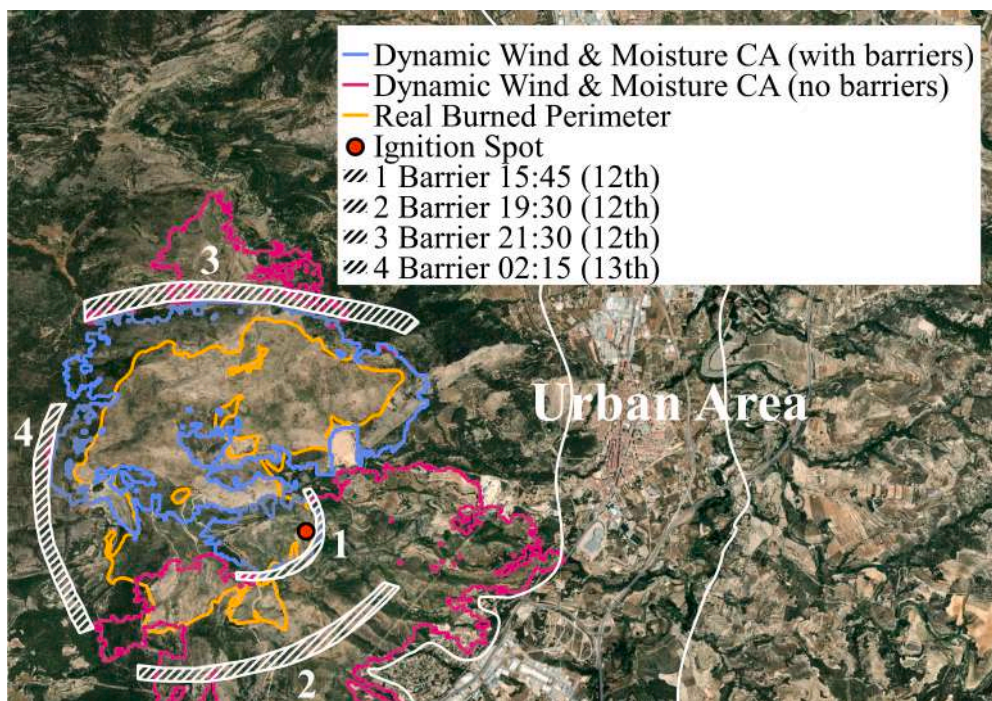 Dynamic Wind & Moisture CA (with barriers)
Dynamic Wind & Moisture CA (no barriers)
Real Burned Perimeter
Ignition Spot
1 Barrier 15:45 (12th)
2 Barrier 19:30 (12th)
3 Barrier 21:30 (12th)
4 Barrier 02:15 (13th)
3
Urban Area
4
1
2